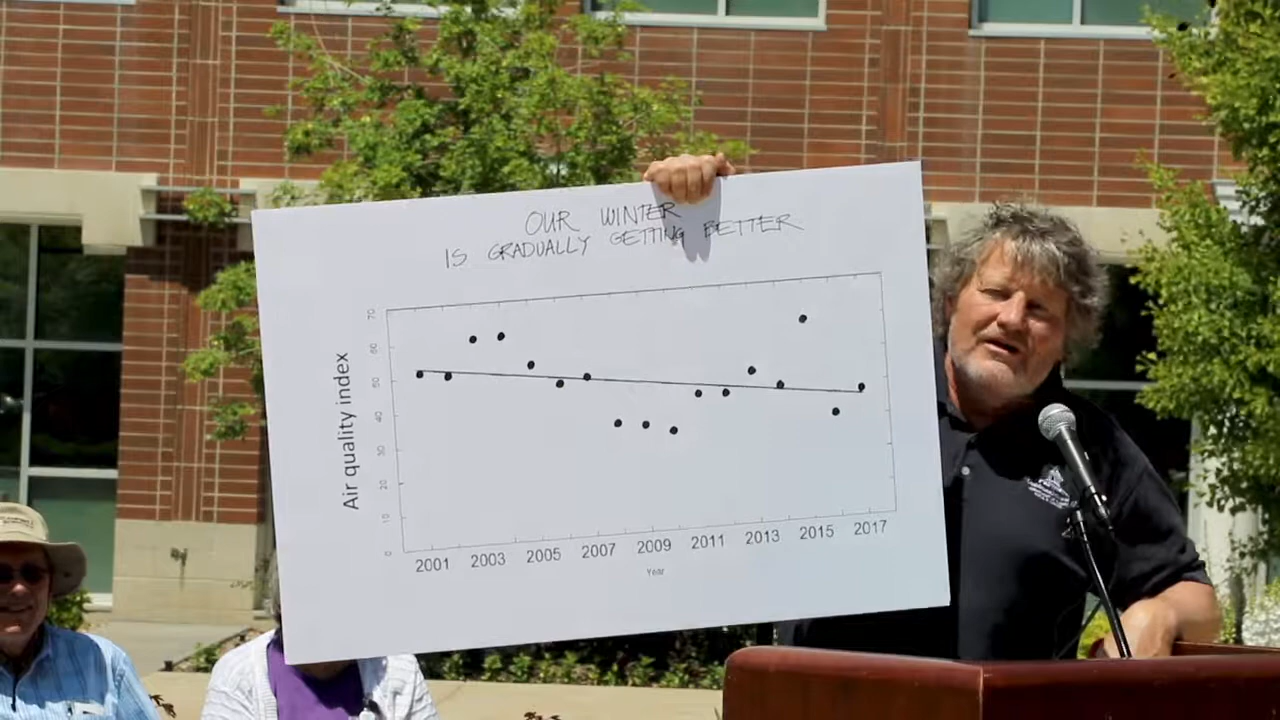 OUR WINTER
IS GRADUALLY GETTING BETTER
Air quality index
70
60
50
40
30
20
10
0
2001 2003 2005 2007 2009 2011 2013 2015 2017
Year